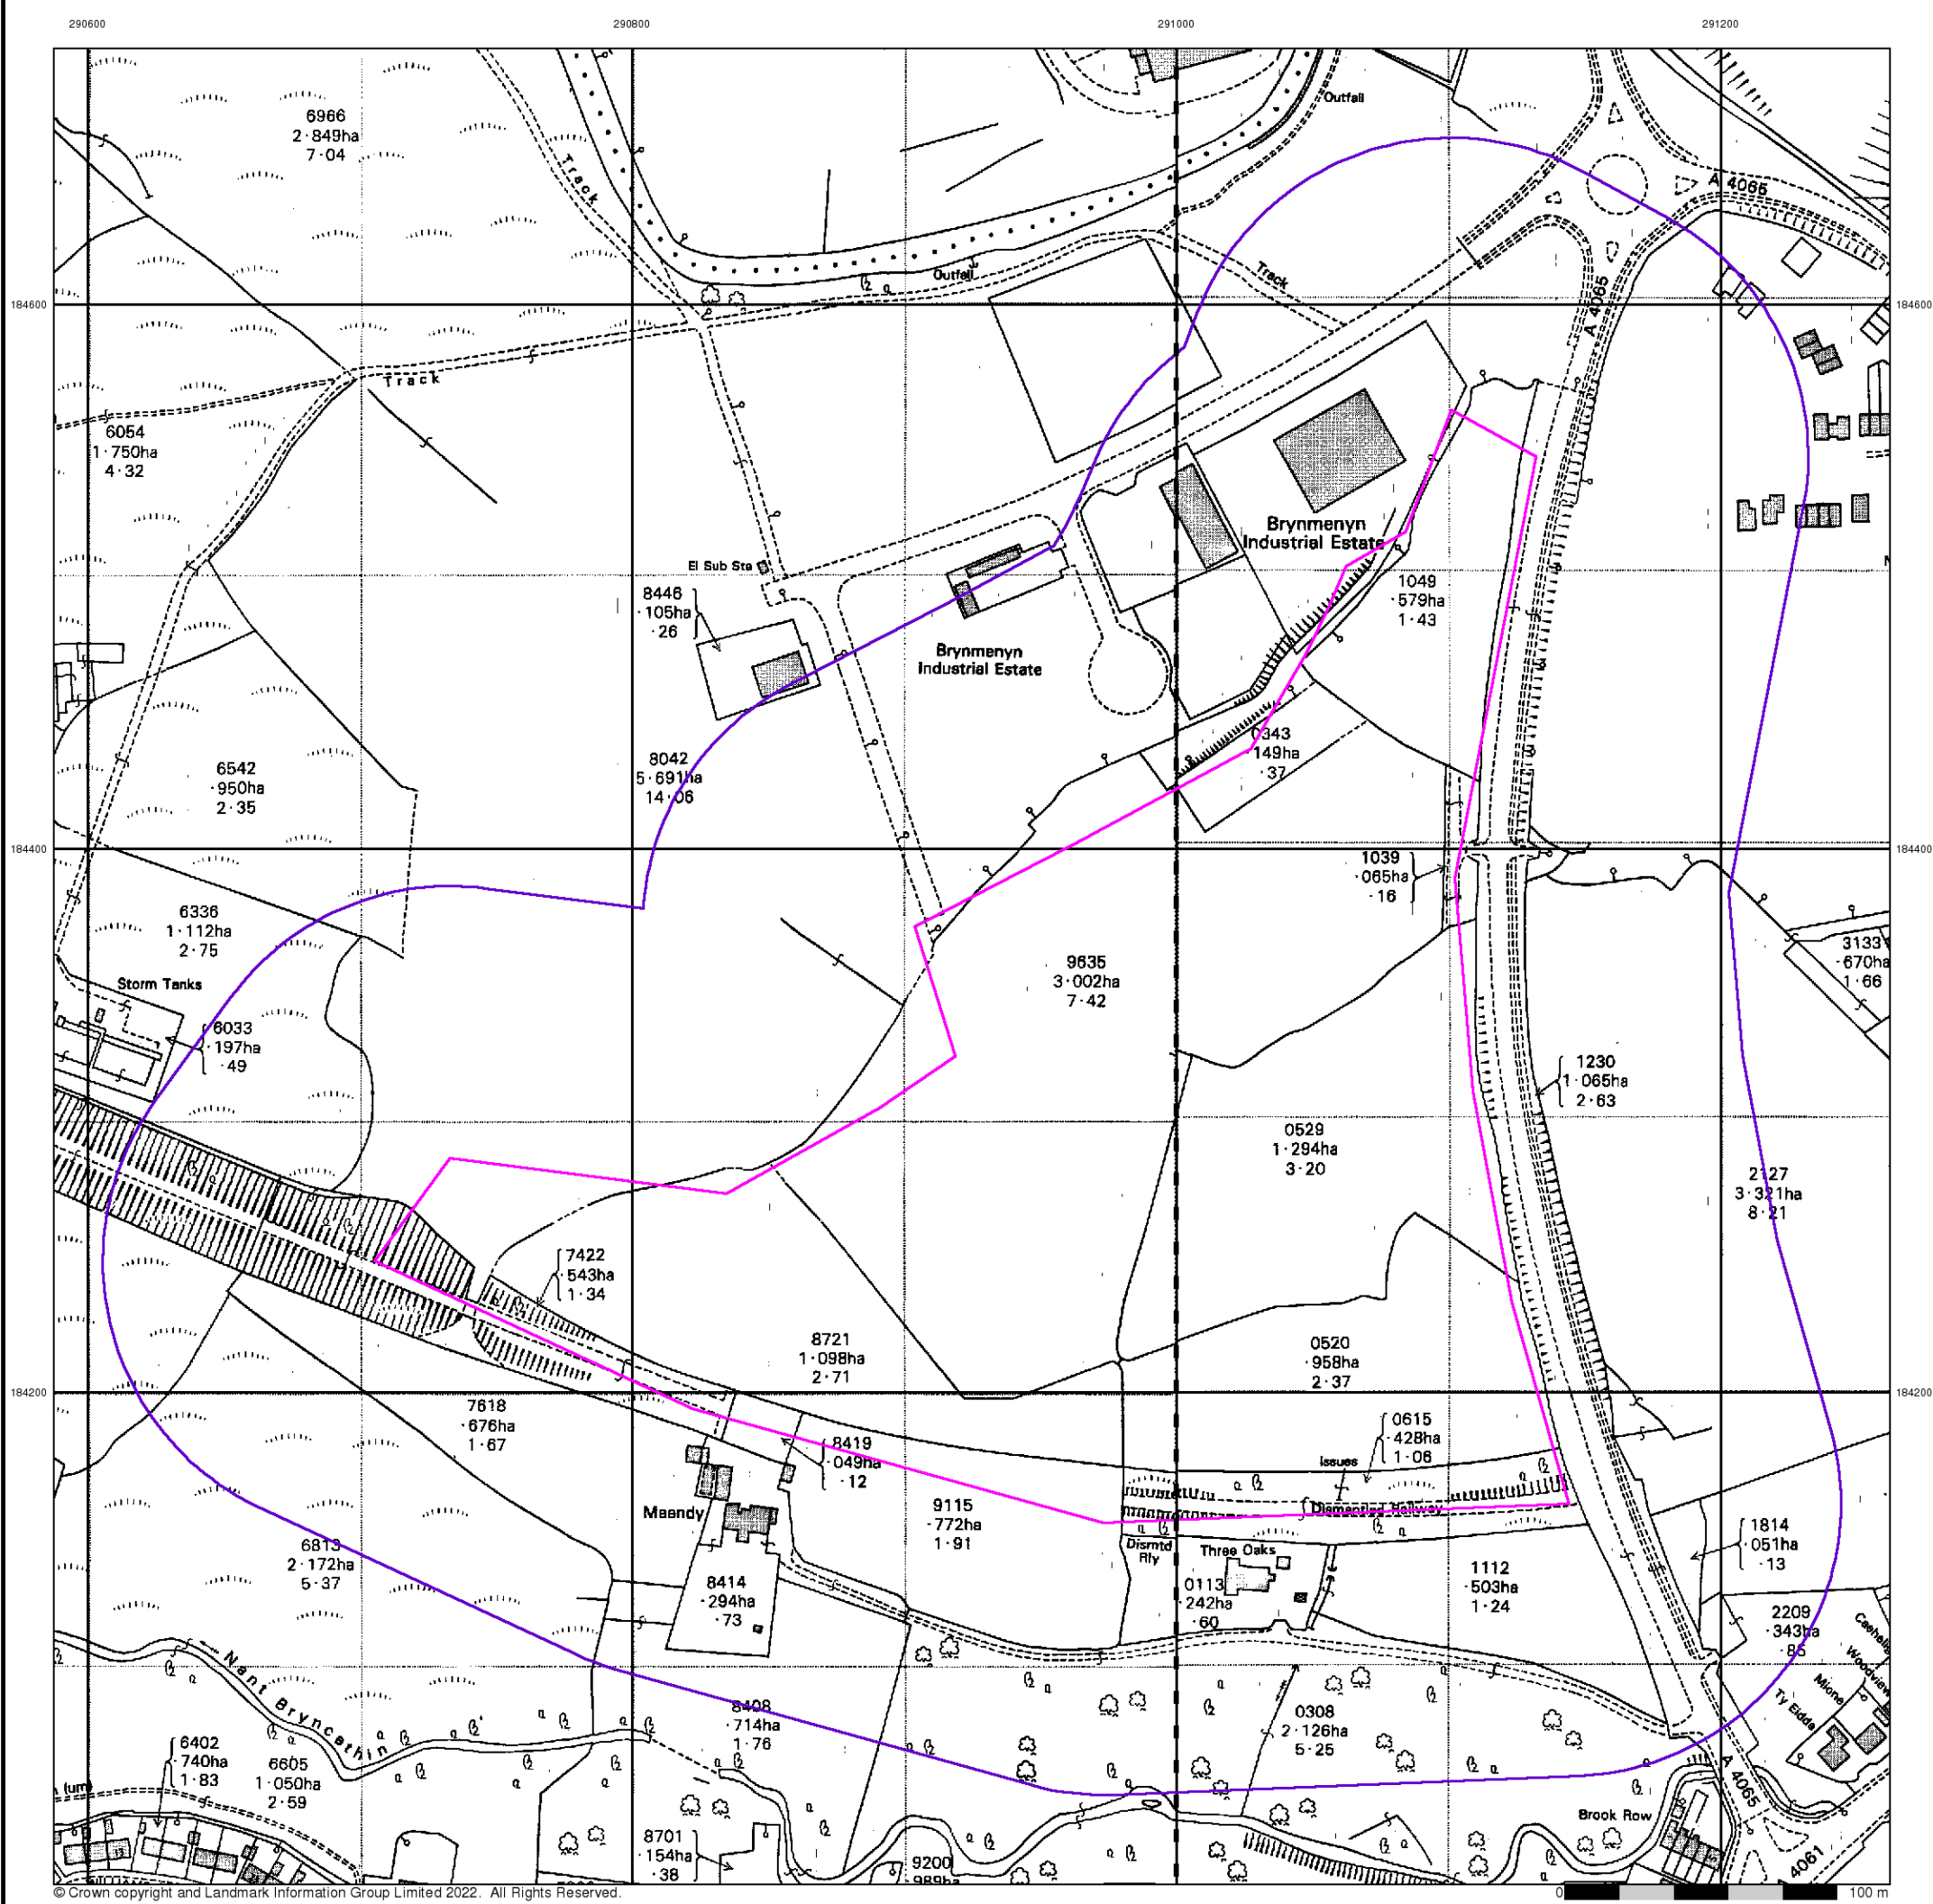 290600
290800
291000
291200
6966
2·849ha
7·04
Track
Outfall
A 4065
184600
184600
Outfall
Track
A 4065
Track
6054
1·750ha
4·32
Brynmenyn
Industrial Estate
El Sub Sta
8446
·105ha
·26
1049
·579ha
1·43
Brynmenyn
Industrial Estate
0343
·149ha
·37
8042
5·691ha
14·06
6542
·950ha
2·35
184400
184400
1039
·065ha
·16
6336
1·112ha
2·75
3133
·670ha
1·66
Storm Tanks
9635
3·002ha
7·42
6033
·197ha
·49
1230
1·065ha
2·63
0529
1·294ha
3·20
2127
3·321ha
8·21
7422
·543ha
1·34
8721
1·098ha
2·71
0520
·958ha
2·37
184200
184200
7618
·676ha
1·67
8419
·049ha
·12
0615
·428ha
1·06
Issues
Maendy
9115
·772ha
1·91
Dismantled Railway
Dismtd
Rly
Three Oaks
1814
·051ha
·13
6813
2·172ha
5·37
8414
·294ha
·73
0113
·242ha
·60
1112
·503ha
1·24
2209
·343ha
·85
Woodview
Mione
Ty Eidda
Nant Bryncethin
8408
·714ha
1·76
0308
2·126ha
5·25
6402
·740ha
1·83
6605
1·050ha
2·59
(um)
A 4065
Brook Row
8701
·154ha
·38
9200
·989ha
4061
© Crown copyright and Landmark Information Group Limited 2022. All Rights Reserved.
0
100 m